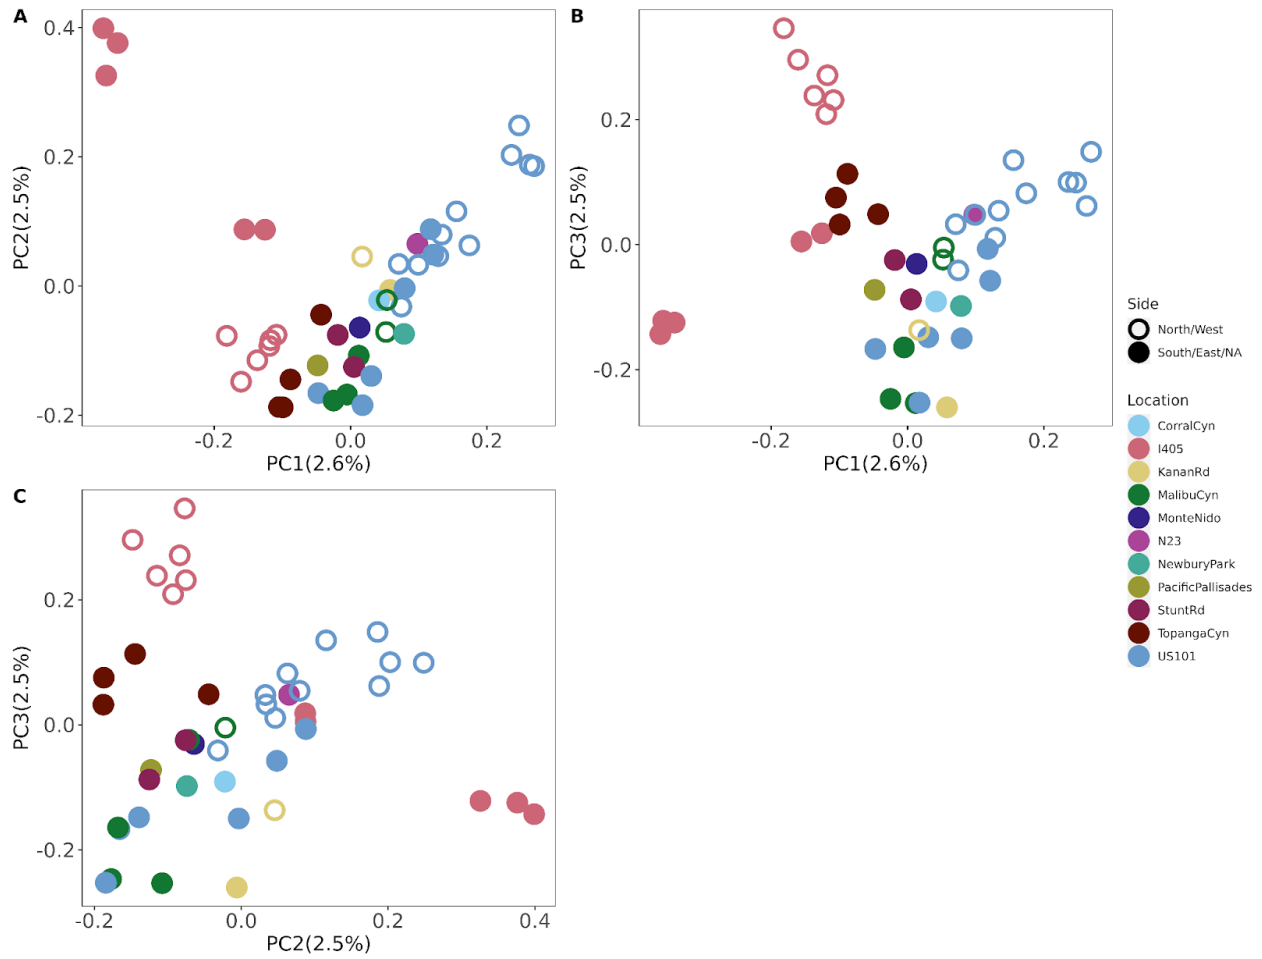 A
0.4
0.2
0.0
-0.2
PC2(2.5%)
-0.2
0.0
0.2
PC1(2.6%)
B
0.2
0.0
-0.2
PC3(2.5%)
-0.2
0.0
0.2
PC1(2.6%)
C
0.2
0.0
-0.2
PC3(2.5%)
-0.2
0.0
0.2
0.4
PC2(2.5%)
Side
North/West
South/East/NA
Location
CorralCyn
I405
KananRd
MalibuCyn
MonteNido
N23
NewburyPark
PacificPallisades
StuntRd
TopangaCyn
US101